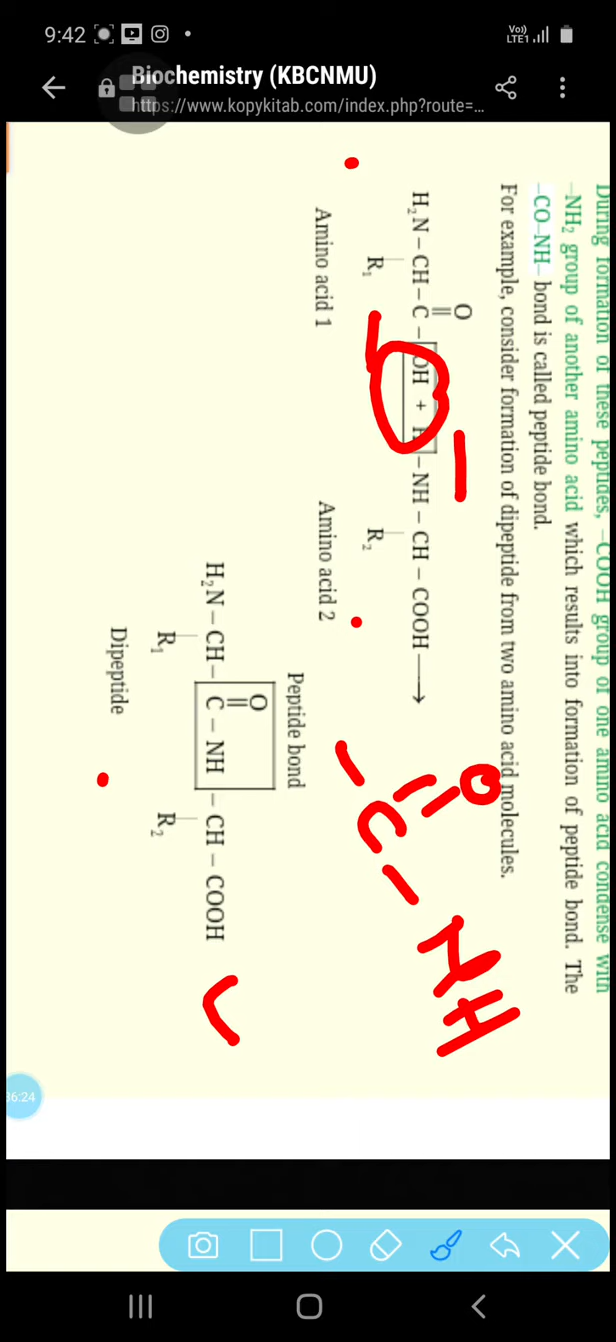 9:42
Vo)) LTE1
Biochemistry (KBCNMU)
https://www.kopykitab.com/index.php?route=...
During formation of these peptides, –COOH group of one amino acid condense with
–NH₂ group of another amino acid which results into formation of peptide bond. The
–CO–NH– bond is called peptide bond.
For example, consider formation of dipeptide from two amino acid molecules.
O
H₂N – CH – C – OH + H – NH – CH – COOH ⟶
R₁ R₂
Amino acid 1 Amino acid 2
Peptide bond
O
H₂N – CH – C – NH – CH – COOH
R₁ R₂
Dipeptide
O
– C – NH
36:24